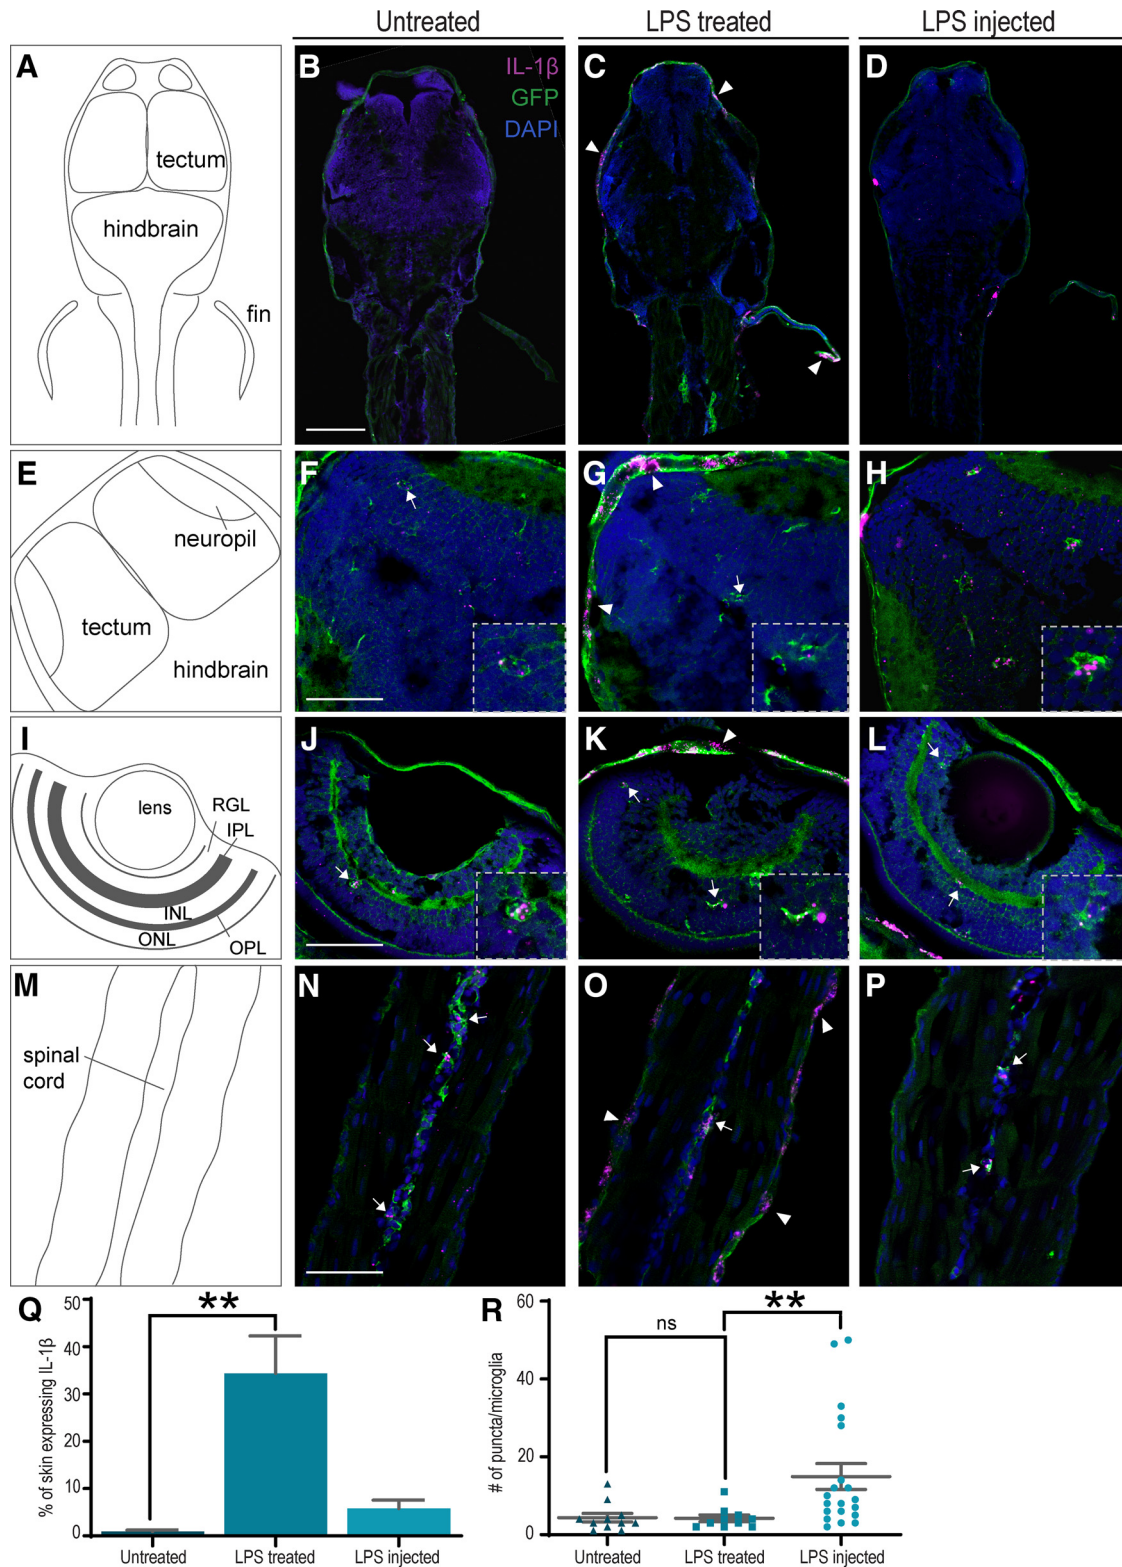 Untreated
LPS treated
LPS injected
A
tectum
hindbrain
fin
B
IL-1β
GFP
DAPI
C
D
E
neuropil
tectum
hindbrain
F
G
H
I
lens
RGL
IPL
INL
ONL
OPL
J
K
L
M
spinal
cord
N
O
P
Q
**
% of skin expressing IL-1β
50
40
30
20
10
0
Untreated
LPS treated
LPS injected
R
ns
**
# of puncta/microglia
60
40
20
0
Untreated
LPS treated
LPS injected